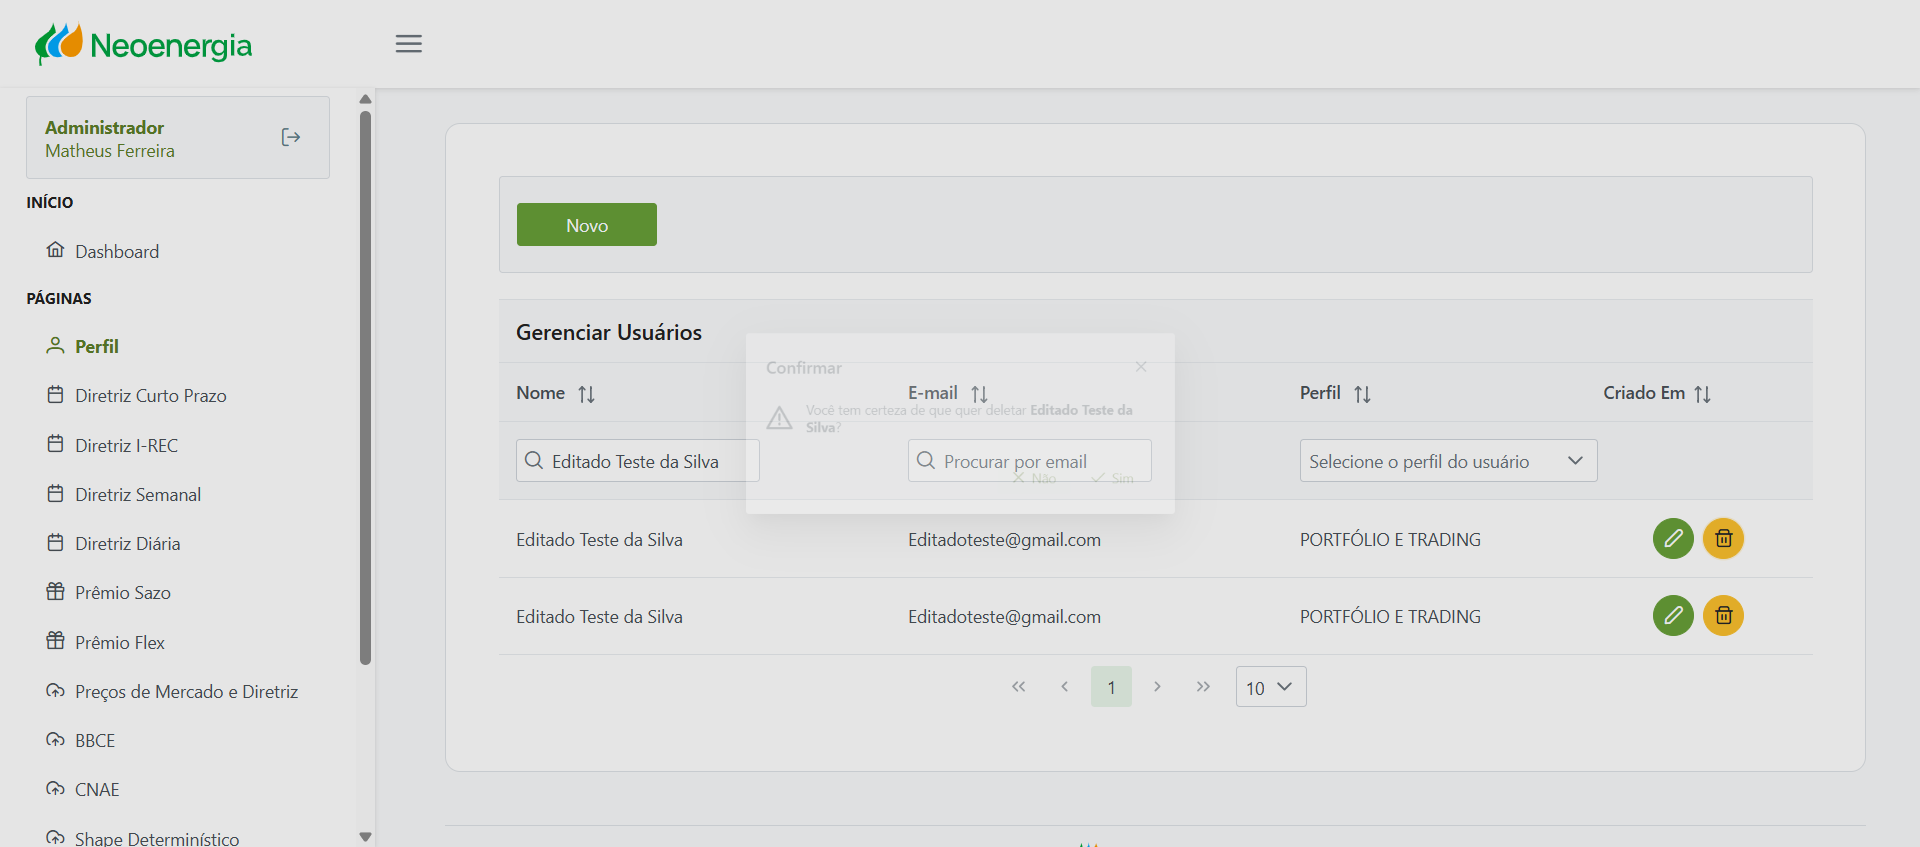 Neoenergia
Administrador
Matheus Ferreira
INÍCIO
Dashboard
PÁGINAS
Perfil
Diretriz Curto Prazo
Diretriz I-REC
Diretriz Semanal
Diretriz Diária
Prêmio Sazo
Prêmio Flex
Preços de Mercado e Diretriz
BBCE
CNAE
Shape Determinístico
Novo
Gerenciar Usuários
Nome E-mail Perfil Criado Em
Editado Teste da Silva Procurar por email Selecione o perfil do usuário
Confirmar
Você tem certeza de que quer deletar Editado Teste da
Silva?
Não Sim
Editado Teste da Silva Editadoteste@gmail.com PORTFÓLIO E TRADING
Editado Teste da Silva Editadoteste@gmail.com PORTFÓLIO E TRADING
1 10